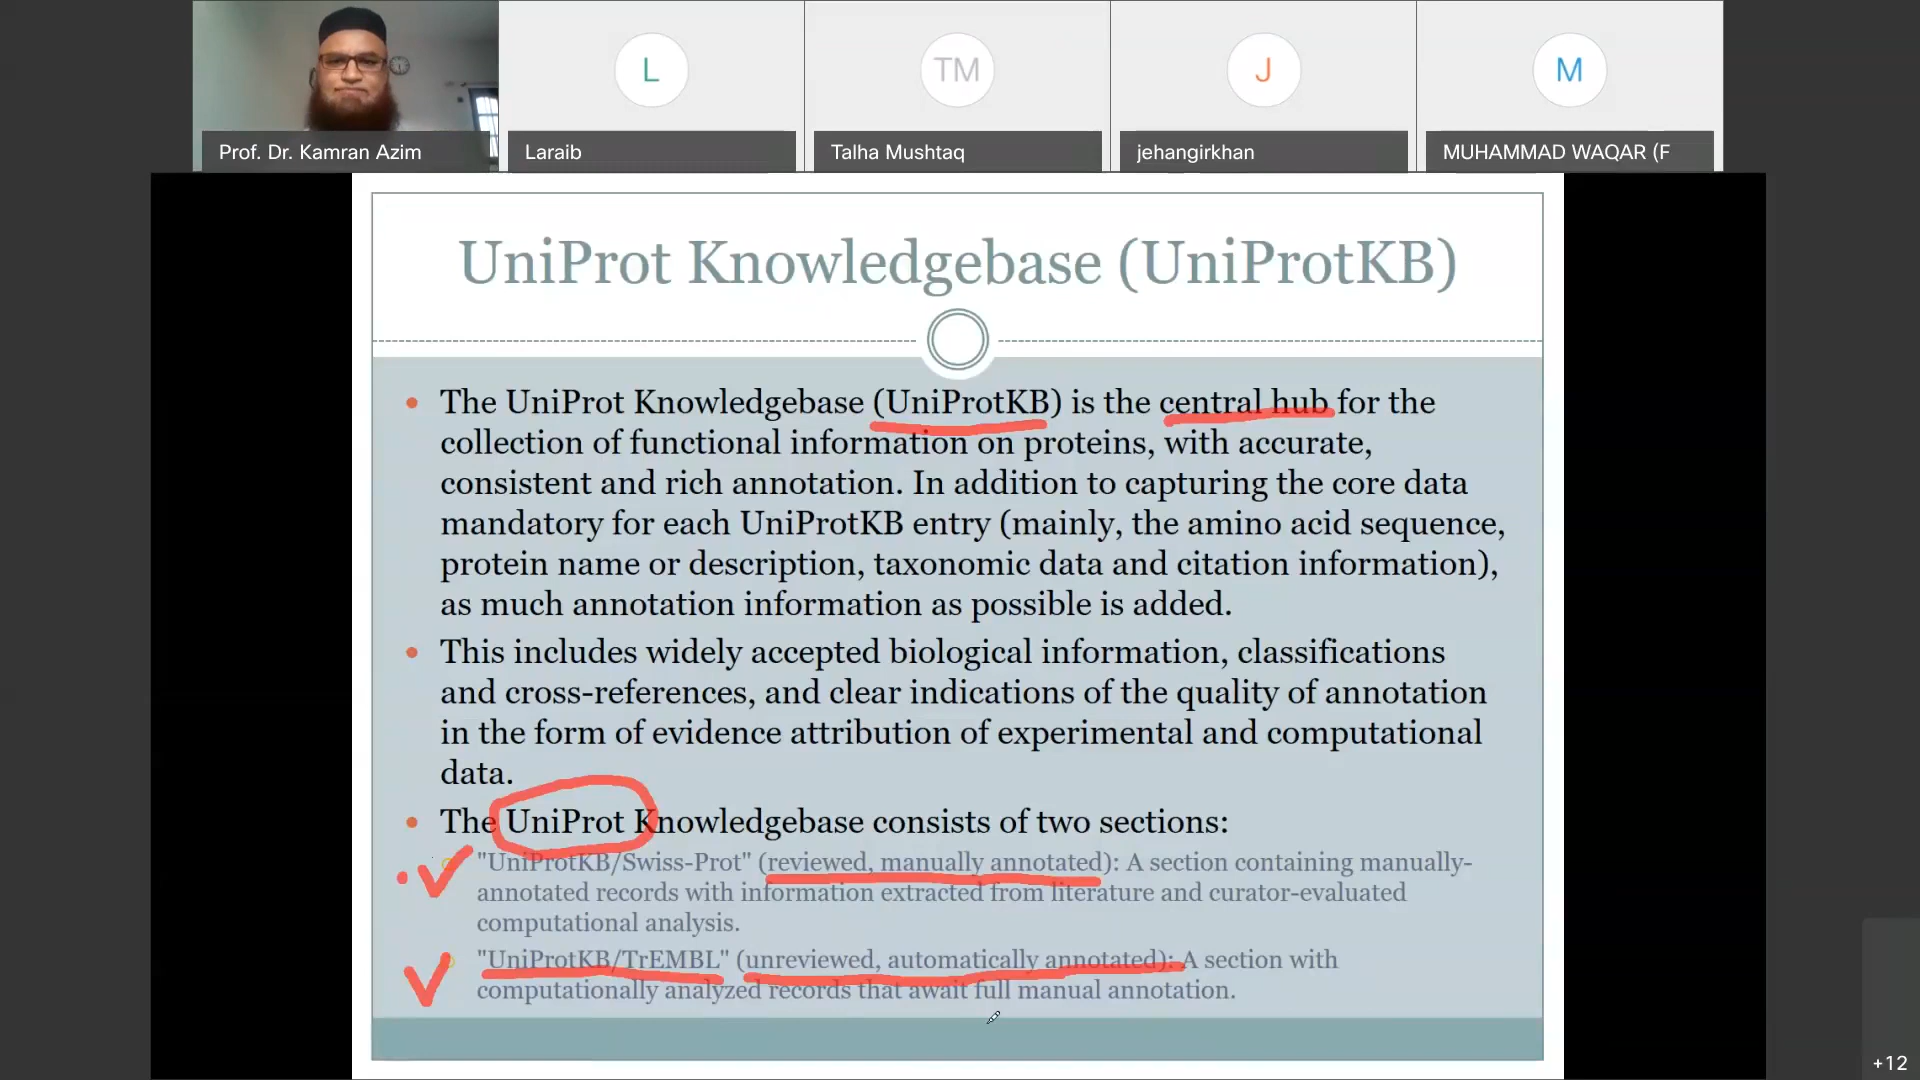 L
TM
J
M
Prof. Dr. Kamran Azim
Laraib
Talha Mushtaq
jehangirkhan
MUHAMMAD WAQAR (F
UniProt Knowledgebase (UniProtKB)
• The UniProt Knowledgebase (UniProtKB) is the central hub for the
collection of functional information on proteins, with accurate,
consistent and rich annotation. In addition to capturing the core data
mandatory for each UniProtKB entry (mainly, the amino acid sequence,
protein name or description, taxonomic data and citation information),
as much annotation information as possible is added.
• This includes widely accepted biological information, classifications
and cross-references, and clear indications of the quality of annotation
in the form of evidence attribution of experimental and computational
data.
• The UniProt Knowledgebase consists of two sections:
"UniProtKB/Swiss-Prot" (reviewed, manually annotated): A section containing manually-
annotated records with information extracted from literature and curator-evaluated
computational analysis.
"UniProtKB/TrEMBL" (unreviewed, automatically annotated): A section with
computationally analyzed records that await full manual annotation.
+12